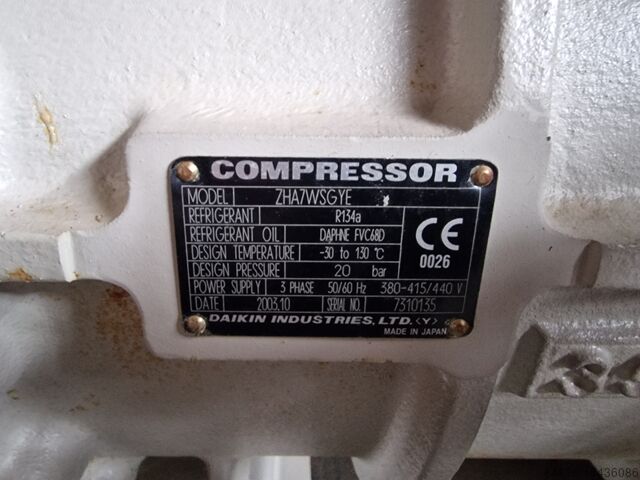 COMPRESSOR
MODEL ZHA7WSGYE
REFRIGERANT R134a
REFRIGERANT OIL DAPHNE FVC68D
DESIGN TEMPERATURE -30 to 130 °C
DESIGN PRESSURE 20 bar
POWER SUPPLY 3 PHASE 50/60 Hz 380-415/440 V
DATE 2003.10 SERIAL NO. 7310135
DAIKIN INDUSTRIES, LTD. (Y)
MADE IN JAPAN
CE
0026